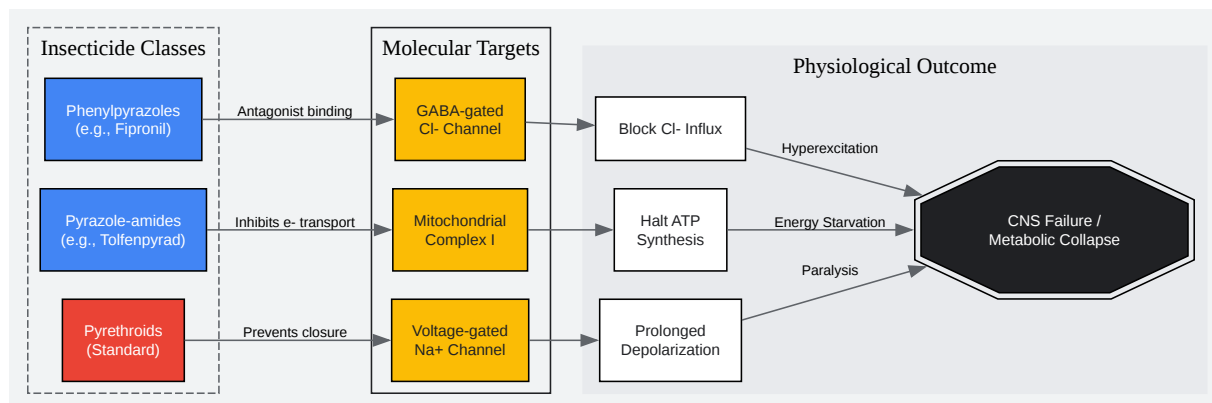 Insecticide Classes
Molecular Targets
Physiological Outcome
Phenylpyrazoles
(e.g., Fipronil)
Antagonist binding
GABA-gated
Cl- Channel
Block Cl- Influx
Hyperexcitation
Pyrazole-amides
(e.g., Tolfenpyrad)
Inhibits e- transport
Mitochondrial
Complex I
Halt ATP
Synthesis
Energy Starvation
CNS Failure /
Metabolic Collapse
Pyrethroids
(Standard)
Prevents closure
Voltage-gated
Na+ Channel
Prolonged
Depolarization
Paralysis